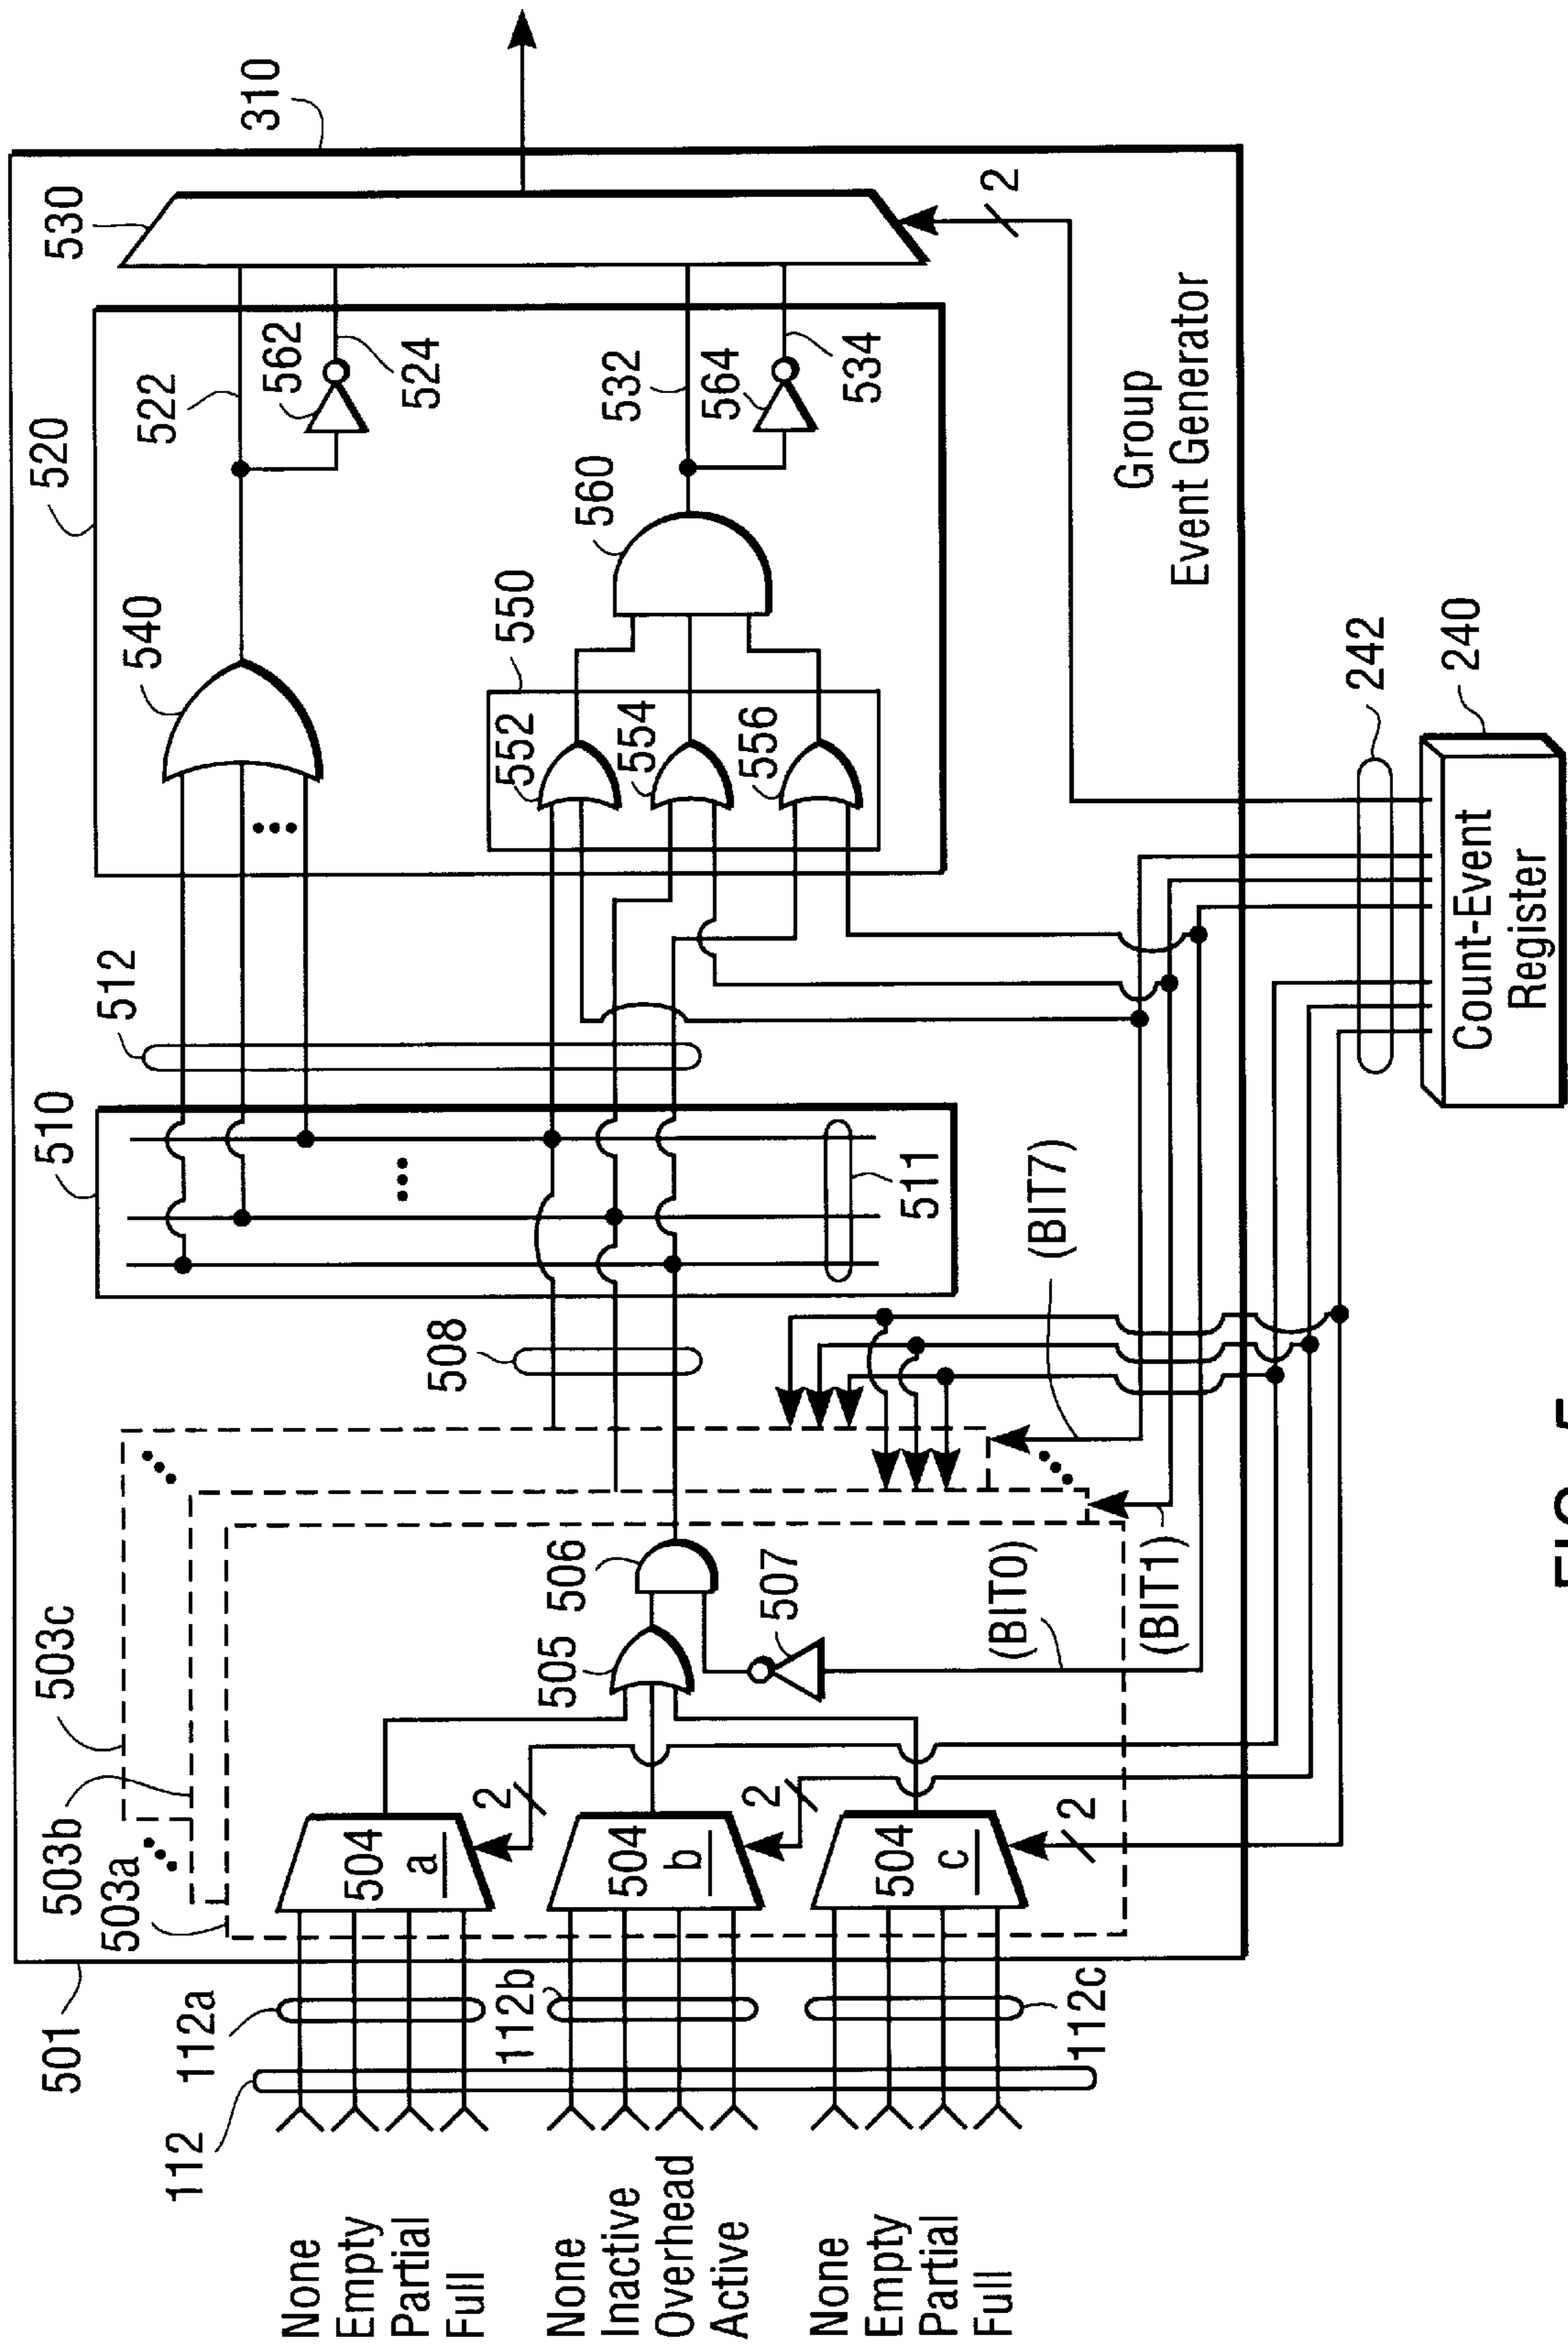 310
530
520
522
562
524
532
564
534
560
550
540
552
554
556
2
Group
Event Generator
512
510
511
508
242
240
Count-Event
Register
(BIT7)
(BIT0)
(BIT1)
503c
503b
503a
506
505
507
504
a
2
504
b
2
504
c
2
501
112a
112b
112c
112
None
Empty
Partial
Full
None
Inactive
Overhead
Active
None
Empty
Partial
Full